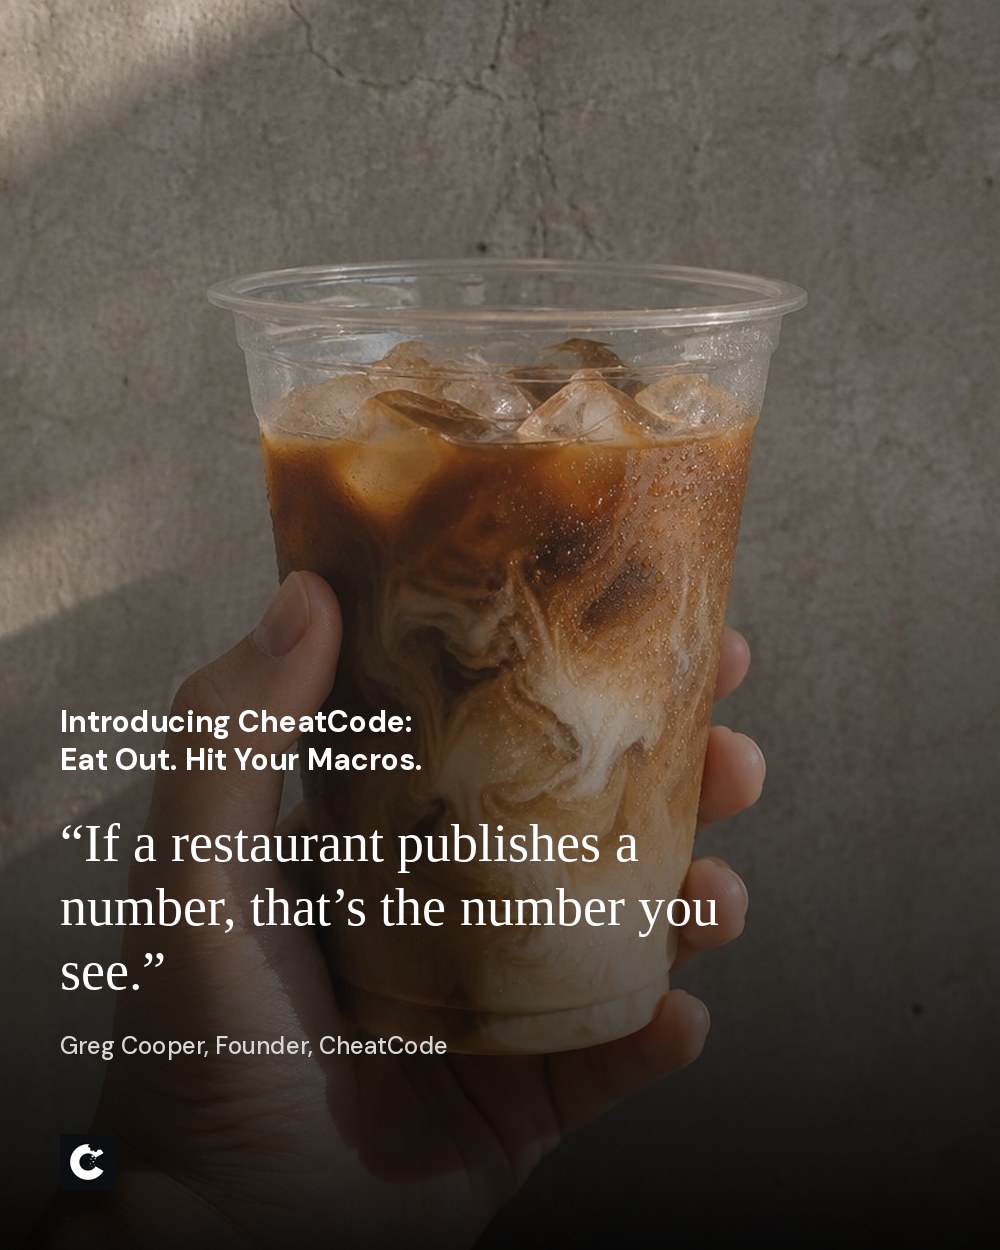 Introducing CheatCode:
Eat Out. Hit Your Macros.
“If a restaurant publishes a
number, that’s the number you
see.”
Greg Cooper, Founder, CheatCode